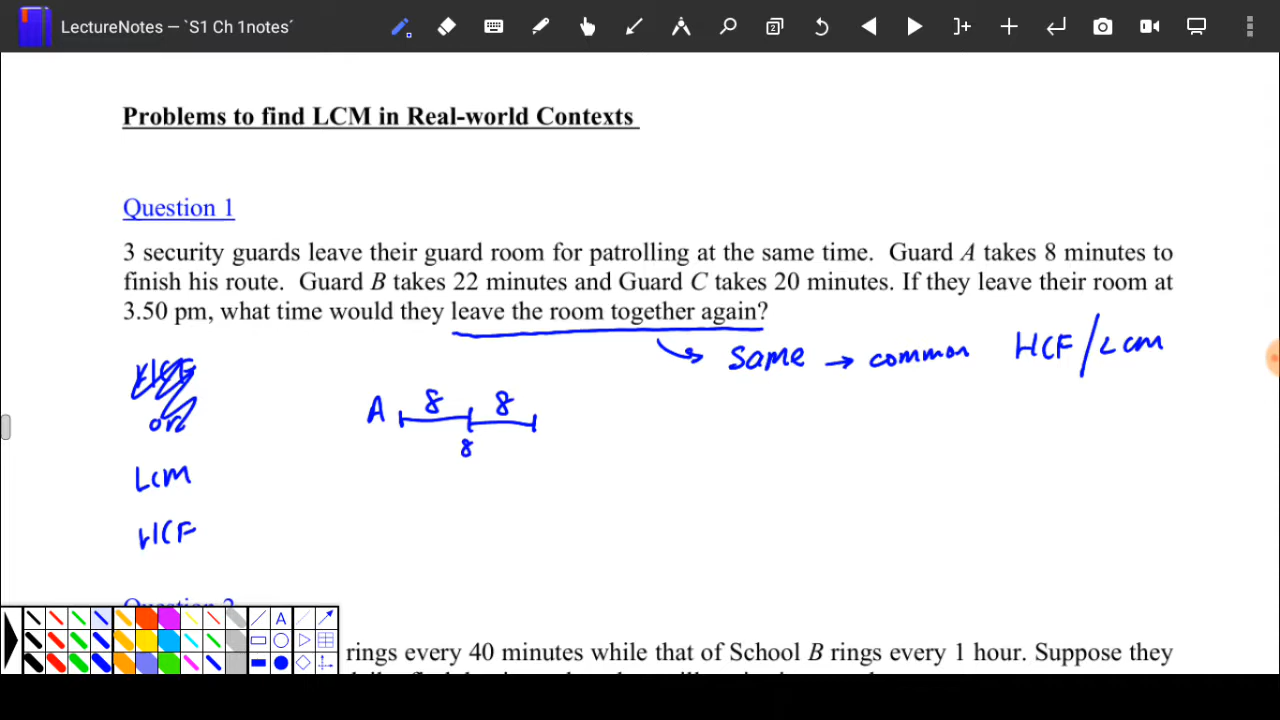 LectureNotes — `S1 Ch 1notes´
Problems to find LCM in Real-world Contexts
Question 1
3 security guards leave their guard room for patrolling at the same time. Guard A takes 8 minutes to
finish his route. Guard B takes 22 minutes and Guard C takes 20 minutes. If they leave their room at
3.50 pm, what time would they leave the room together again?
same → common HCF/LCM
or
A 8 8
8
LCM
HCF
Question 2
rings every 40 minutes while that of School B rings every 1 hour. Suppose they